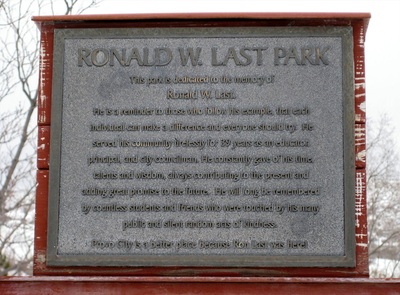 RONALD W. LAST PARK
This park is dedicated to the memory of
Ronald W. Last.
He is a reminder to those who follow his example, that each
individual can make a difference and everyone should try. He
served his community tirelessly for 29 years as an educator,
principal, and city councilman. He constantly gave of his time,
talents and wisdom, always contributing to the present and
adding great promise to the future. He will long be remembered
by countless students and friends who were touched by his many
public and silent random acts of kindness.
Provo City is a better place because Ron Last was here!